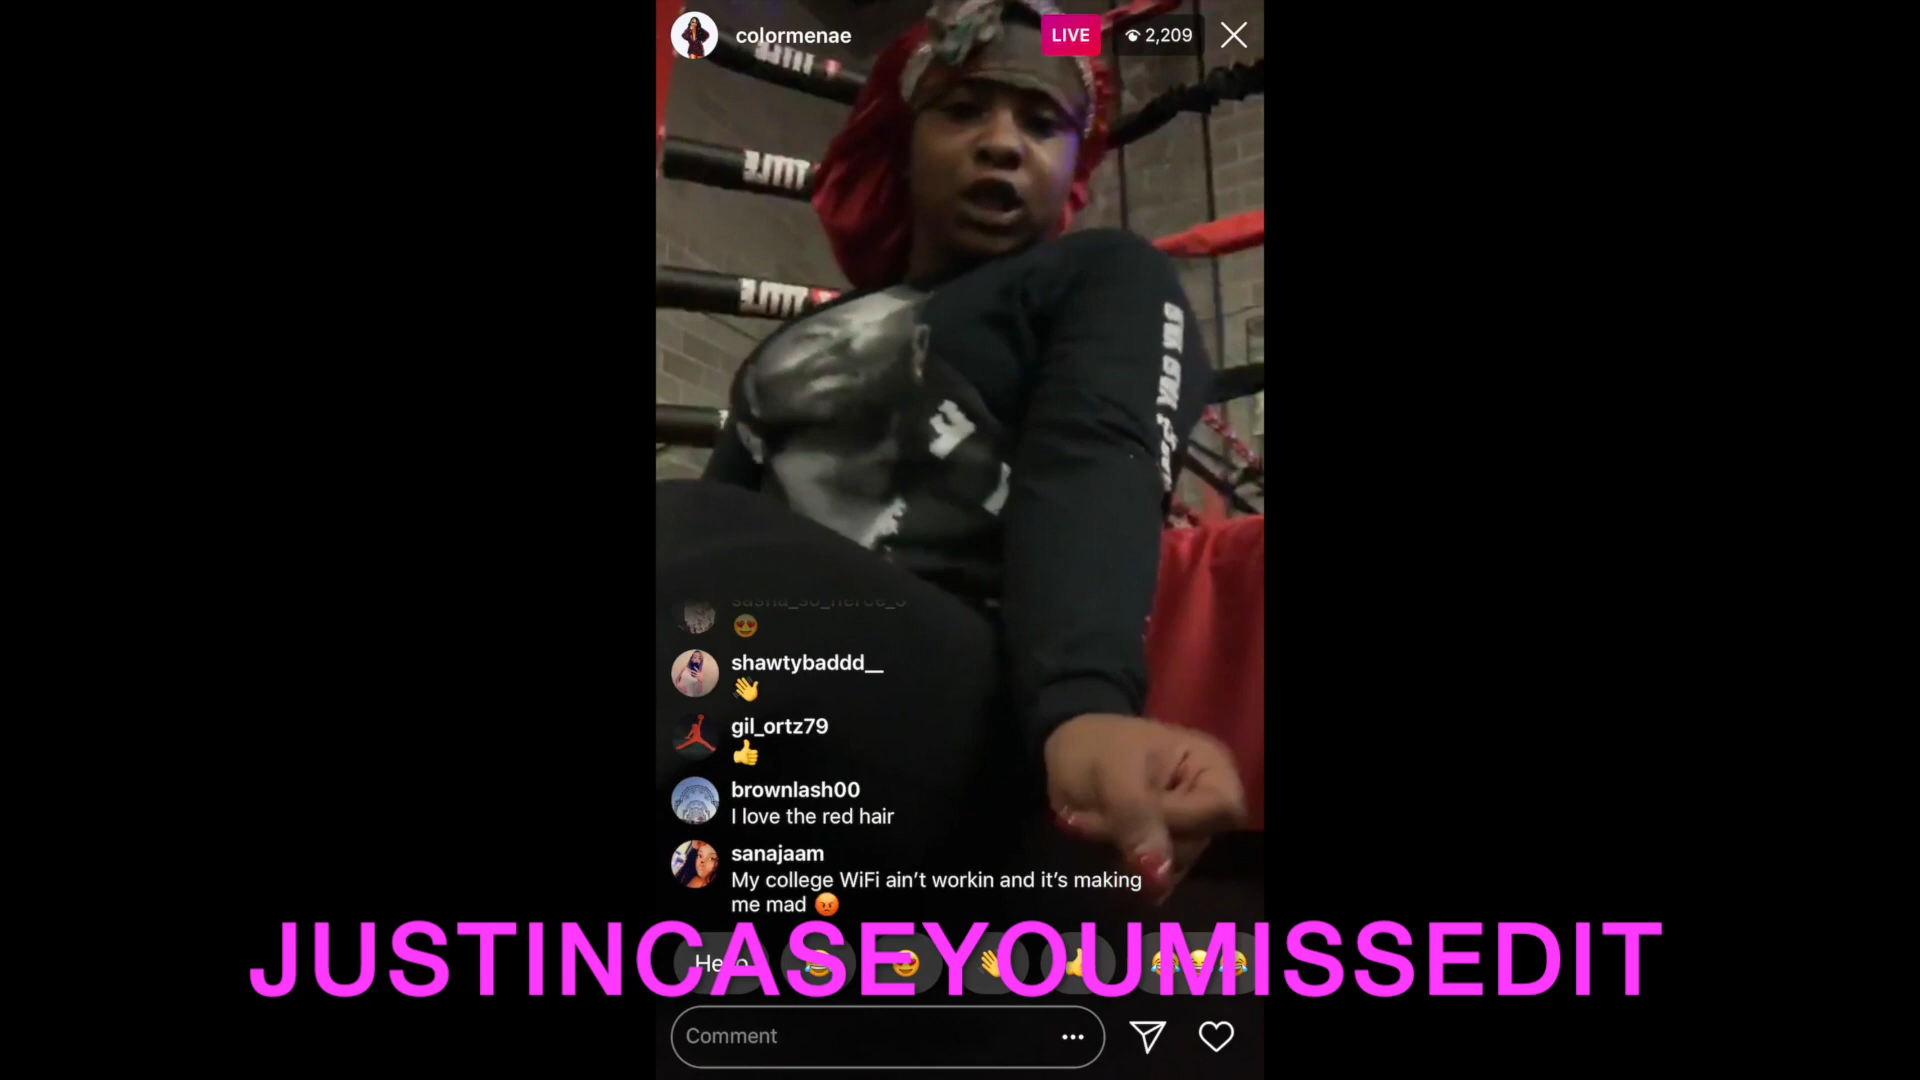 colormenae
LIVE
2,209
shawtybaddd__
gil_ortz79
brownlash00
I love the red hair
sanajaam
My college WiFi ain't workin and it's making
me mad
JUSTINCASEYOUMISSEDIT
Comment